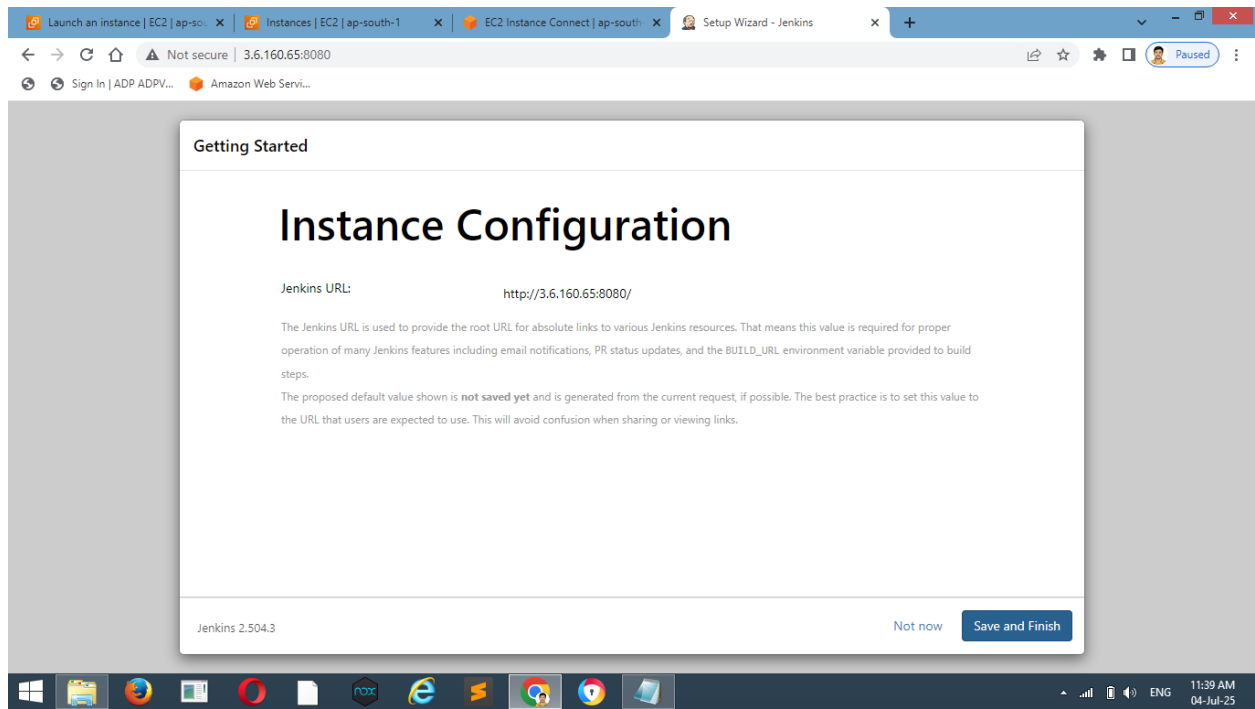 Launch an instance | EC2 | ap-sou
Instances | EC2 | ap-south-1
EC2 Instance Connect | ap-south
Setup Wizard - Jenkins
Not secure | 3.6.160.65:8080
Paused
Sign In | ADP ADPV...
Amazon Web Servi...
Getting Started
Instance Configuration
Jenkins URL:
http://3.6.160.65:8080/
The Jenkins URL is used to provide the root URL for absolute links to various Jenkins resources. That means this value is required for proper
operation of many Jenkins features including email notifications, PR status updates, and the BUILD_URL environment variable provided to build
steps.
The proposed default value shown is not saved yet and is generated from the current request, if possible. The best practice is to set this value to
the URL that users are expected to use. This will avoid confusion when sharing or viewing links.
Jenkins 2.504.3
Not now
Save and Finish
nox
ENG
11:39 AM
04-Jul-25